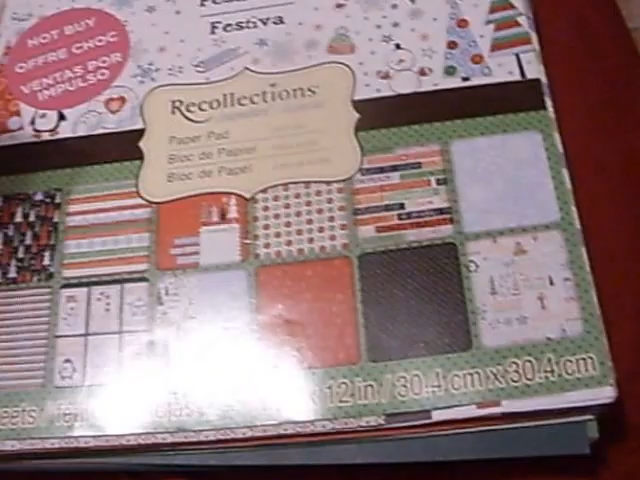 Festiva
HOT BUY
OFFRE CHOC
VENTAS POR
IMPULSO
Recollections
Paper Pad
Bloc de Papier
Bloc de Papel
x 12 in / 30.4 cm x 30.4 cm